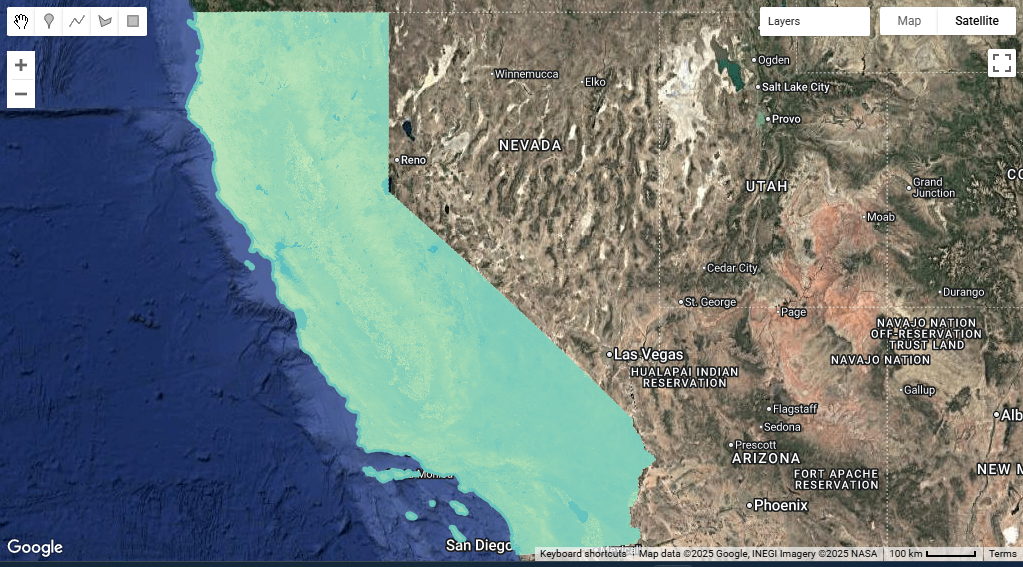 Layers
Map
Satellite
Ogden
Winnemucca
Elko
Salt Lake City
Provo
NEVADA
Reno
UTAH
Grand
Junction
CO
Moab
Cedar City
St. George
Durango
Page
NAVAJO NATION
OFF-RESERVATION
TRUST LAND
Las Vegas
NAVAJO NATION
HUALAPAI INDIAN
RESERVATION
Gallup
Flagstaff
Alb
Sedona
Prescott
ARIZONA
NEW M
FORT APACHE
RESERVATION
Phoenix
San Diego
Google
Keyboard shortcuts
Map data ©2025 Google, INEGI Imagery ©2025 NASA
100 km
Terms